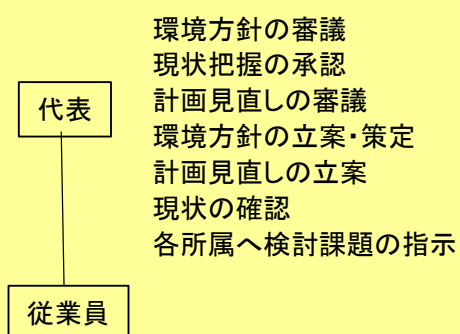 環境方針の審議
現状把握の承認
代表
計画見直しの審議
環境方針の立案・策定
計画見直しの立案
現状の確認
各所属へ検討課題の指示
従業員